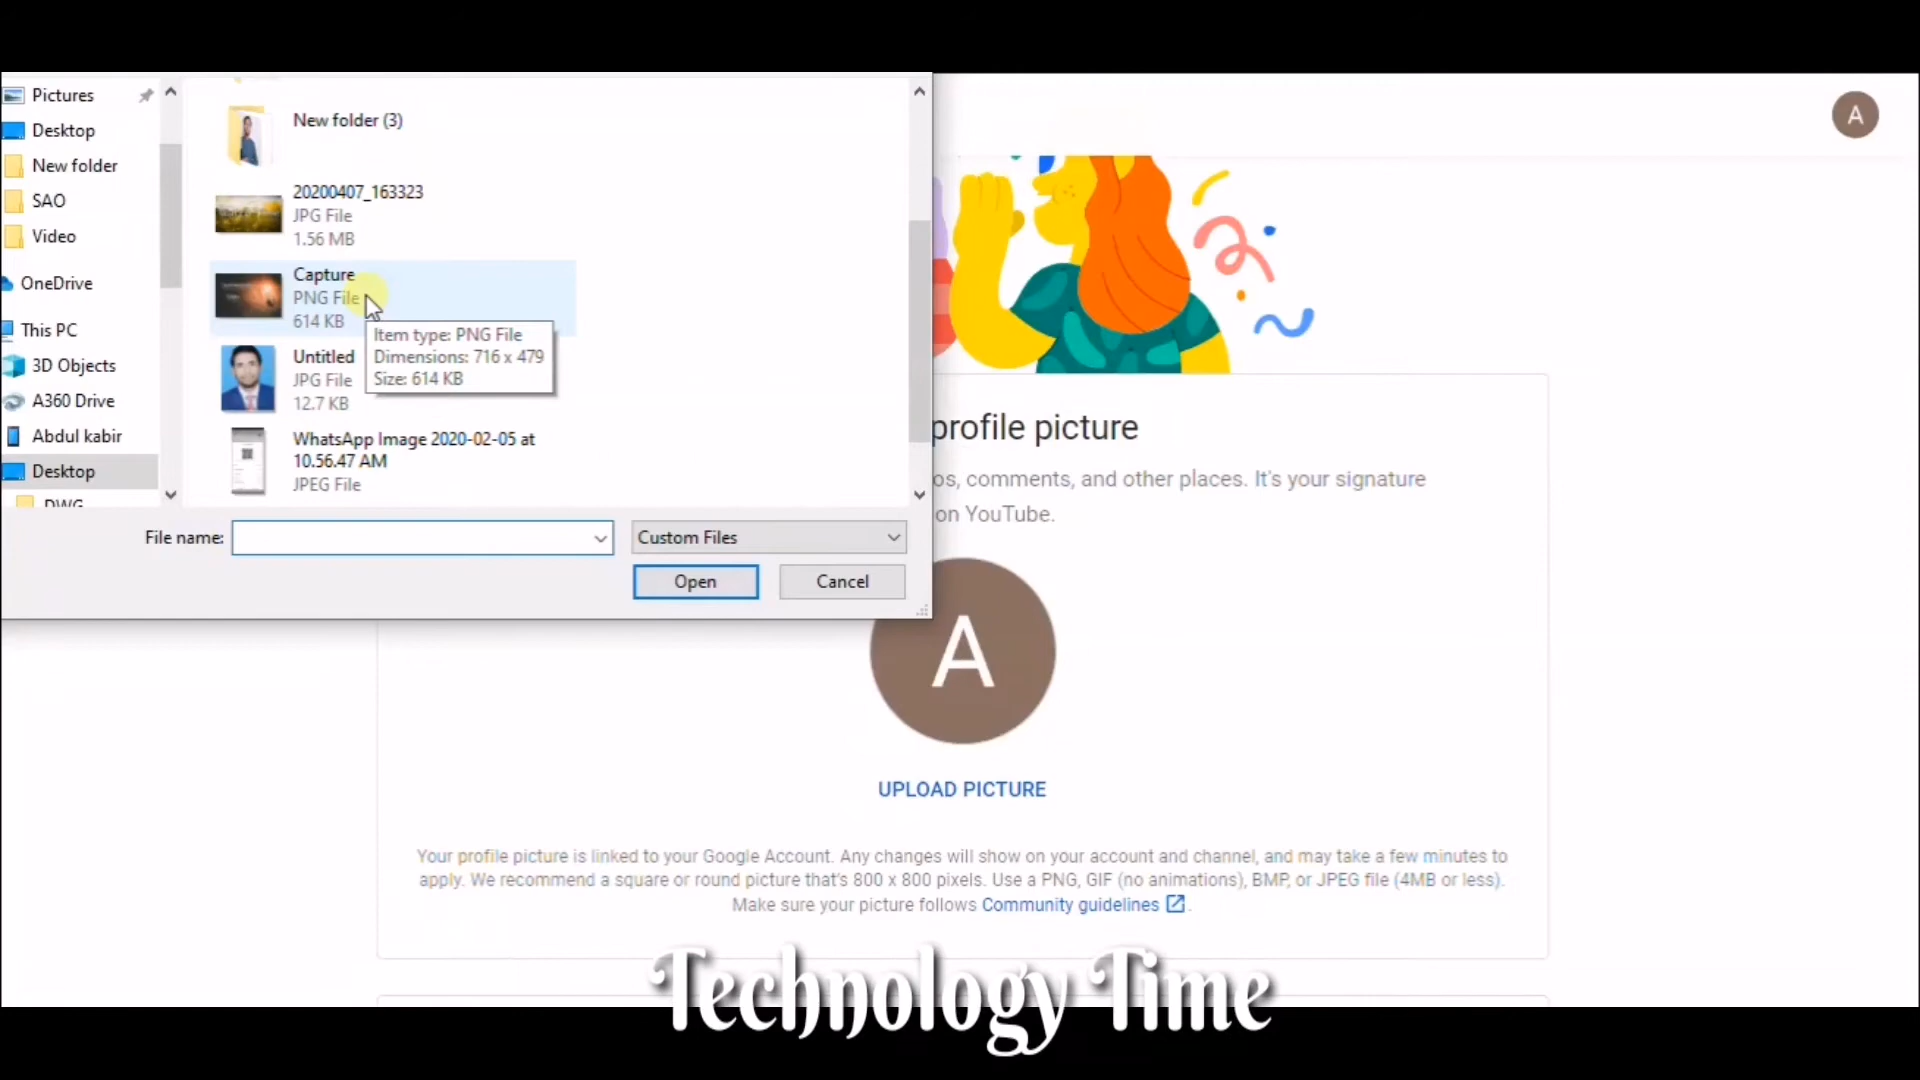 Pictures
Desktop
New folder
SAO
Video
OneDrive
This PC
3D Objects
A360 Drive
Abdul kabir
Desktop
DWG
New folder (3)
20200407_163323
JPG File
1.56 MB
Capture
PNG File
614 KB
Item type: PNG File
Dimensions: 716 x 479
Size: 614 KB
Untitled
JPG File
12.7 KB
WhatsApp Image 2020-02-05 at
10.56.47 AM
JPEG File
File name:
Custom Files
Open
Cancel
A
profile picture
os, comments, and other places. It's your signature
on YouTube.
A
UPLOAD PICTURE
Your profile picture is linked to your Google Account. Any changes will show on your account and channel, and may take a few minutes to
apply. We recommend a square or round picture that's 800 x 800 pixels. Use a PNG, GIF (no animations), BMP, or JPEG file (4MB or less).
Make sure your picture follows Community guidelines.
Technology Time